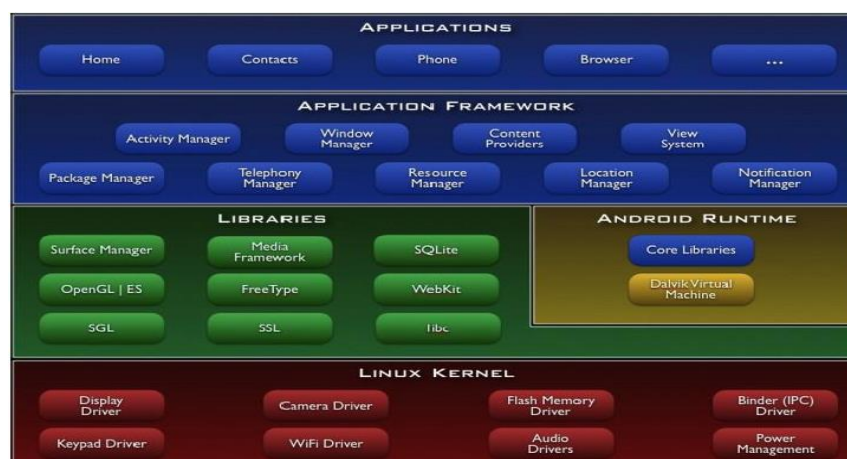 APPLICATIONS
Home Contacts Phone Browser ...
APPLICATION FRAMEWORK
Activity Manager Window Manager Content Providers View System
Package Manager Telephony Manager Resource Manager Location Manager Notification Manager
LIBRARIES
Surface Manager Media Framework SQLite
OpenGL | ES FreeType WebKit
SGL SSL libc
ANDROID RUNTIME
Core Libraries
Dalvik Virtual Machine
LINUX KERNEL
Display Driver Camera Driver Flash Memory Driver Binder (IPC) Driver
Keypad Driver WiFi Driver Audio Drivers Power Management